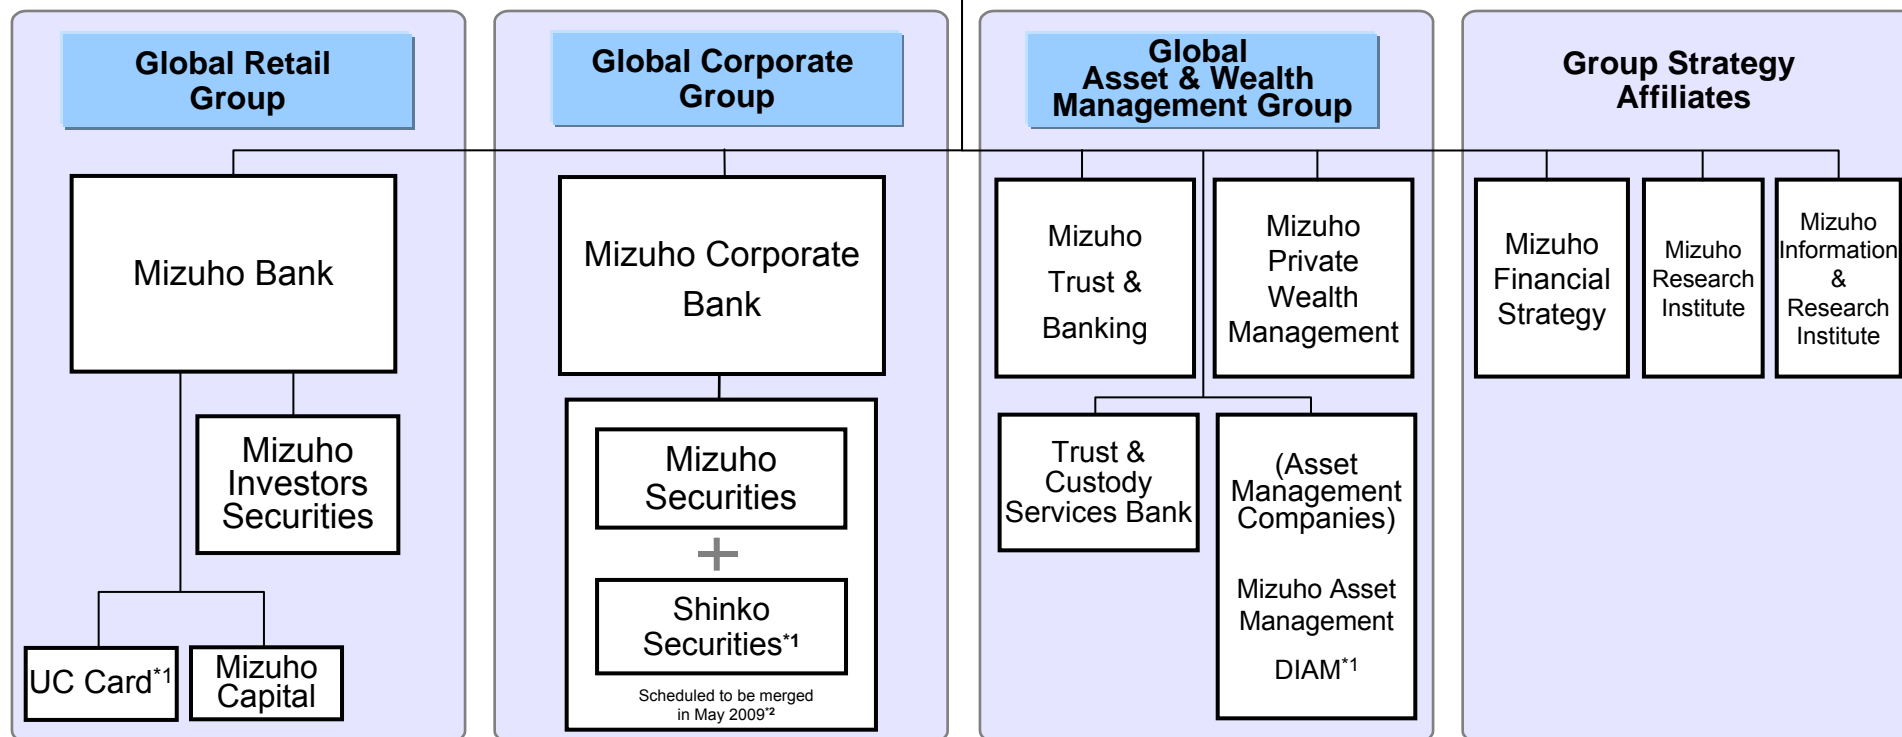 Global Retail
Group
Mizuho Bank
Mizuho
Investors
Securities
UC Card*1
Mizuho
Capital
Global Corporate
Group
Mizuho Corporate
Bank
Mizuho
Securities
+
Shinko
Securities*1
Scheduled to be merged
in May 2009*2
Global
Asset & Wealth
Management Group
Mizuho
Trust &
Banking
Mizuho
Private
Wealth
Management
Trust &
Custody
Services Bank
(Asset
Management
Companies)
Mizuho Asset
Management
DIAM*1
Group Strategy
Affiliates
Mizuho
Financial
Strategy
Mizuho
Research
Institute
Mizuho
Information
&
Research
Institute